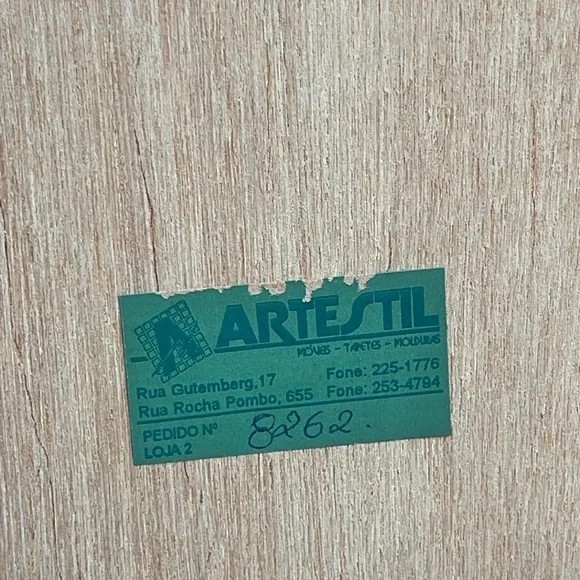 ARTESTIL
MÓVEIS - TAPETES - MOLDURAS
Rua Gutemberg,17 Fone: 225-1776
Rua Rocha Pombo, 655 Fone: 253-4794
PEDIDO Nº 8262.
LOJA 2